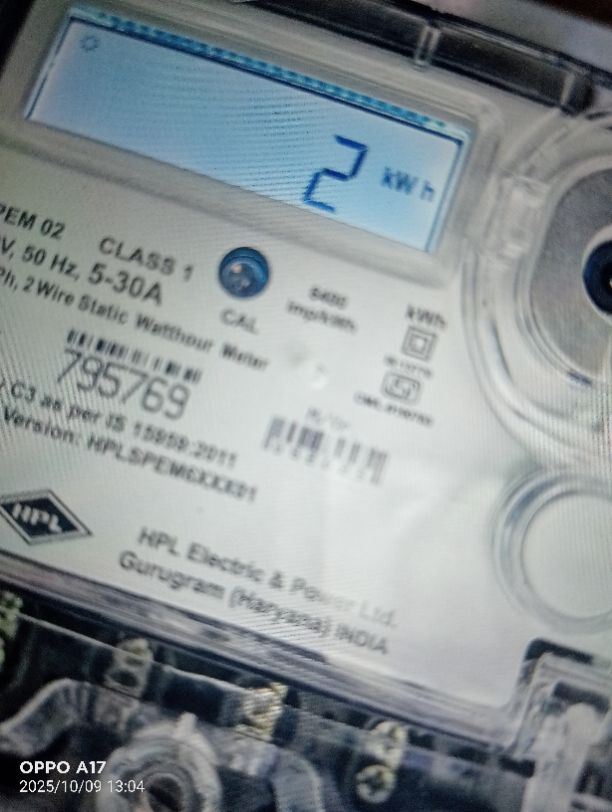 2 kWh
PEM 02
CLASS 1
V, 50 Hz, 5-30A
Ph, 2 Wire Static Watthour Meter
CAL
6400
imp/kWh
kWh
795769
C3 as per IS 15959:2011
Version: HPLSPEM6XXX01
HPL
HPL Electric & Power Ltd.
Gurugram (Haryana) INDIA
OPPO A17
2025/10/09 13:04